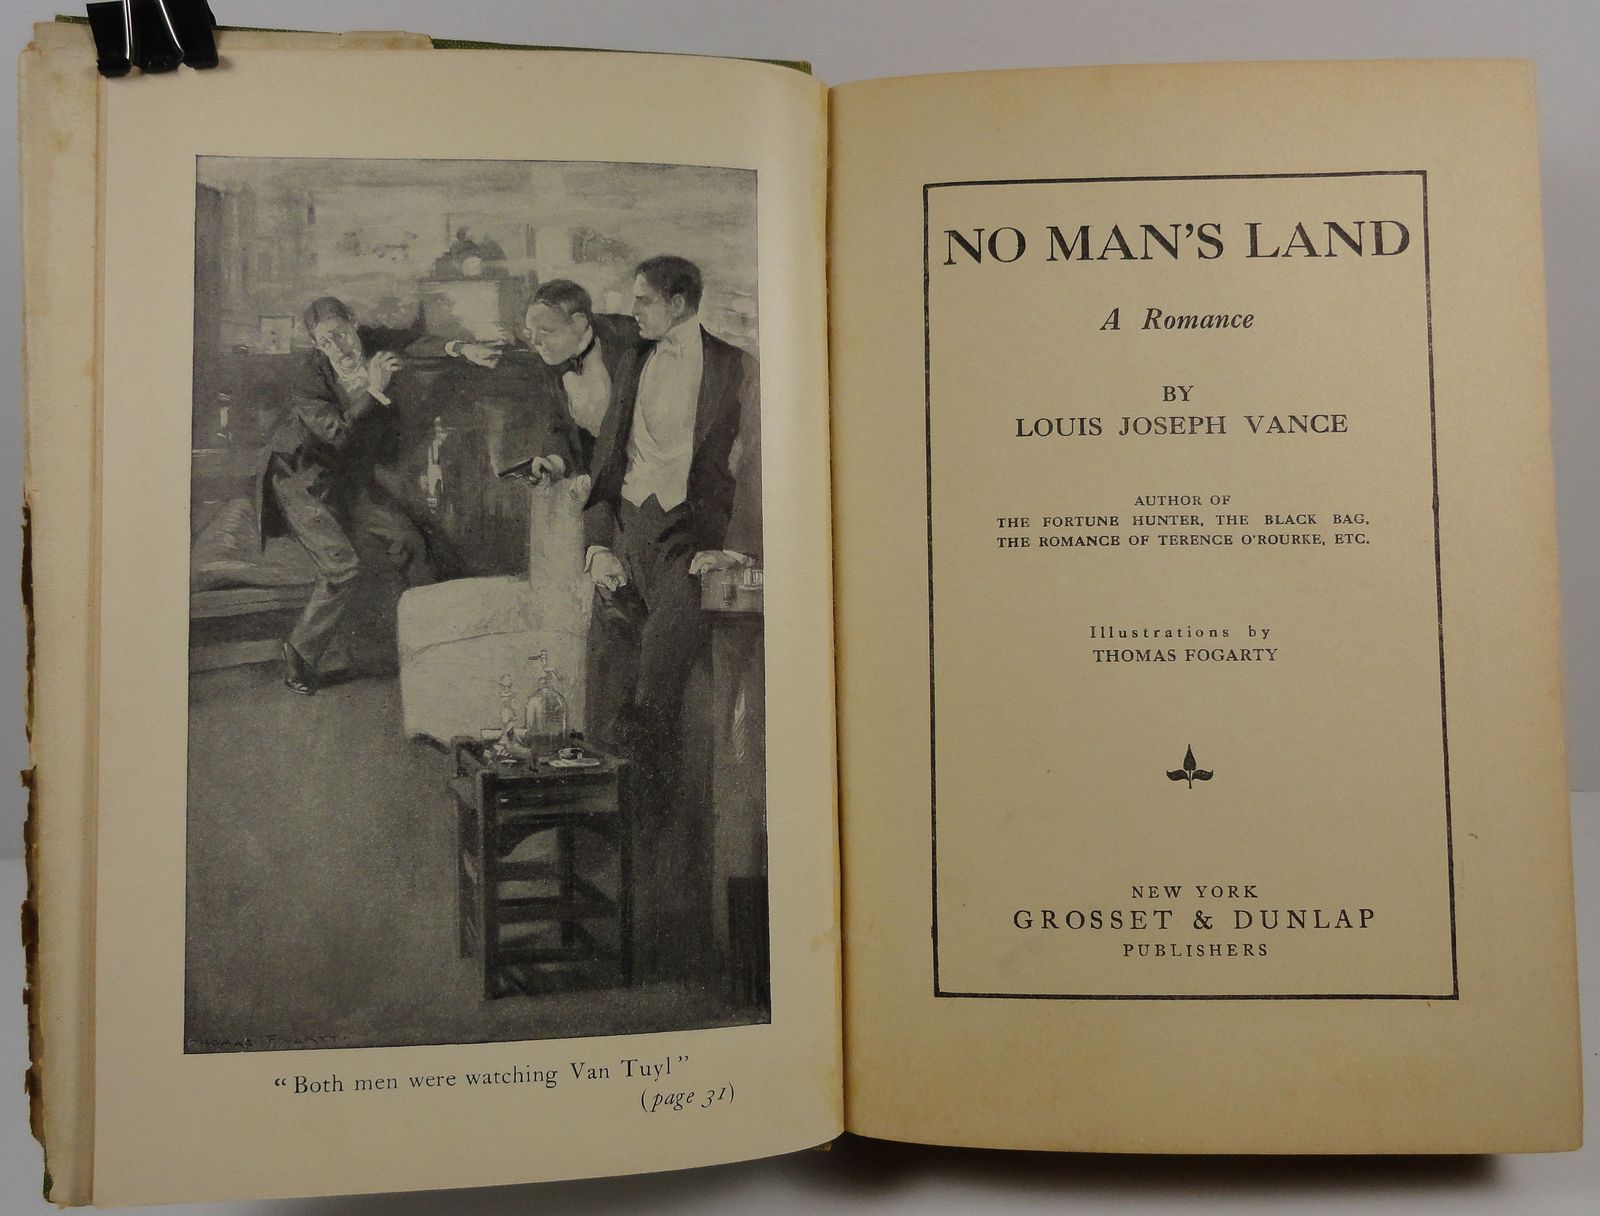 THOMAS FOGARTY.
“Both men were watching Van Tuyl”
(page 31)
NO MAN'S LAND
A Romance
BY
LOUIS JOSEPH VANCE
AUTHOR OF
THE FORTUNE HUNTER, THE BLACK BAG,
THE ROMANCE OF TERENCE O'ROURKE, ETC.
Illustrations by
THOMAS FOGARTY
NEW YORK
GROSSET & DUNLAP
PUBLISHERS